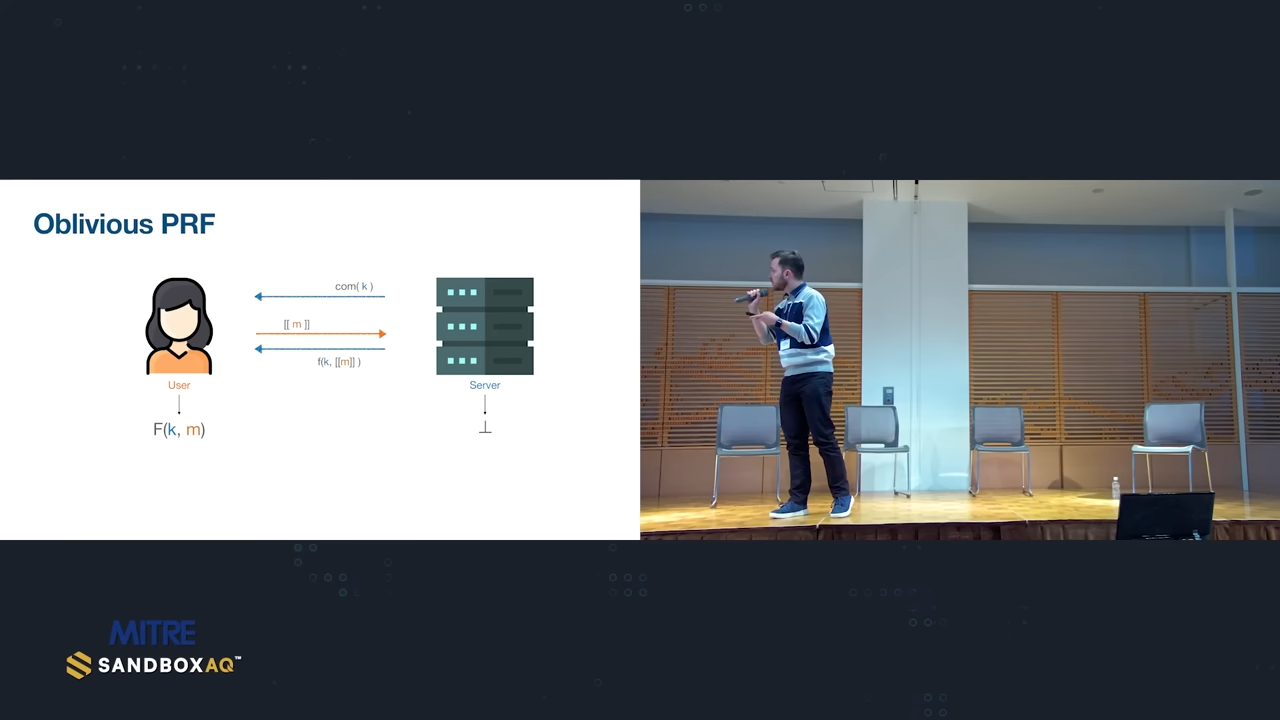 Oblivious PRF
com( k )
[[ m ]]
f(k, [[m]] )
User
Server
F(k, m)
⊥
MITRE
SANDBOXAQ™